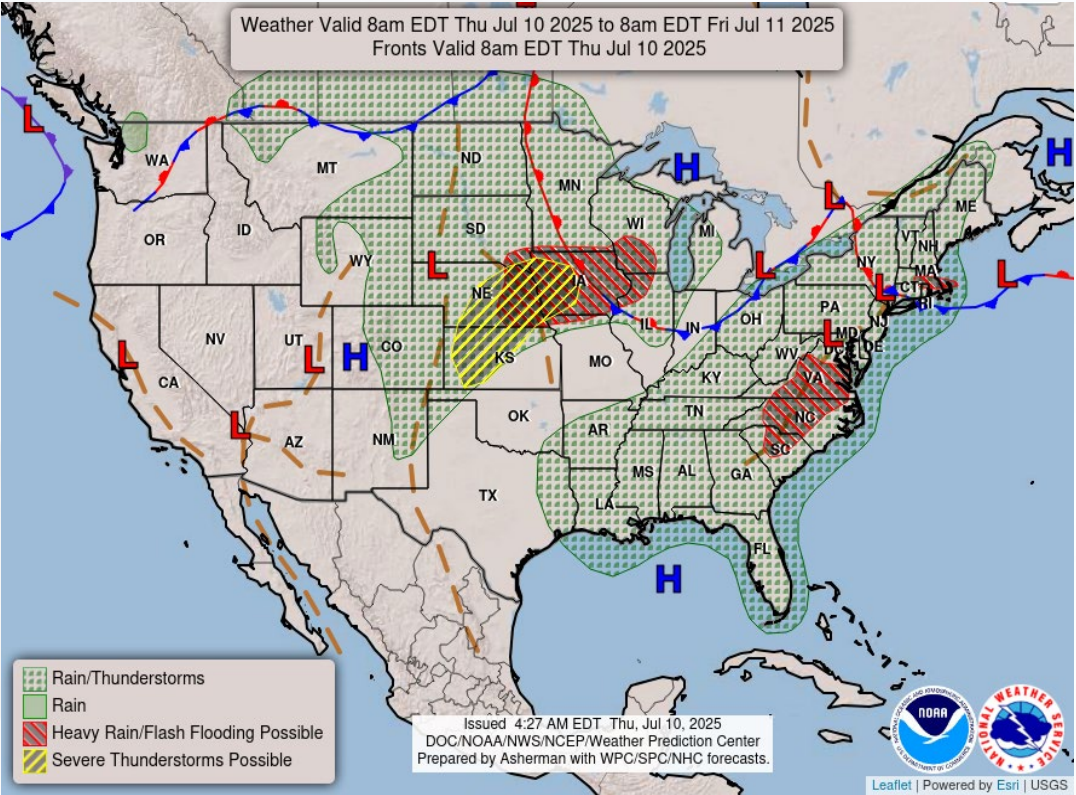 Weather Valid 8am EDT Thu Jul 10 2025 to 8am EDT Fri Jul 11 2025
Fronts Valid 8am EDT Thu Jul 10 2025
L
H
H
WA
MT
ND
MN
OR
ID
WY
SD
WI
MI
ME
VT
NH
NY
MA
CT
RI
L
L
L
L
L
NE
IA
IL
IN
OH
PA
NJ
MD
DE
DC
L
NV
UT
L
H
CO
KS
MO
WV
VA
KY
L
CA
L
AZ
NM
OK
AR
TN
NC
SC
TX
LA
MS
AL
GA
FL
H
Rain/Thunderstorms
Rain
Heavy Rain/Flash Flooding Possible
Severe Thunderstorms Possible
Issued 4:27 AM EDT Thu, Jul 10, 2025
DOC/NOAA/NWS/NCEP/Weather Prediction Center
Prepared by Asherman with WPC/SPC/NHC forecasts.
NOAA
NATIONAL WEATHER SERVICE
Leaflet | Powered by Esri | USGS